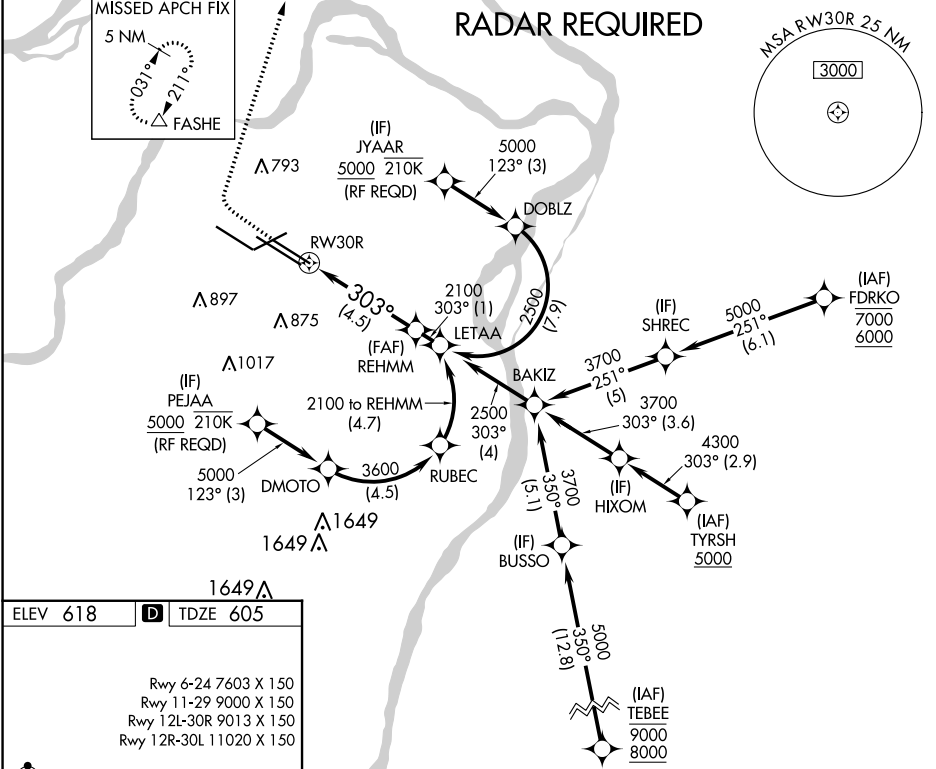 MISSED APCH FIX
5 NM
031°
211°
FASHE
RADAR REQUIRED
MSA RW30R 25 NM
3000
(IF)
JYAAR
5000 210K
(RF REQD)
5000
123° (3)
DOBLZ
793
RW30R
303°
(4.5)
2100
303° (1)
LETAA
2500
(7.9)
897
875
(FAF)
REHMM
1017
(IAF)
FDRKO
7000
6000
5000
251°
(6.1)
(IF)
SHREC
3700
251°
(5)
BAKIZ
(IF)
PEJAA
5000 210K
(RF REQD)
2100 to REHMM
(4.7)
2500
303°
(4)
3700
303° (3.6)
4300
303° (2.9)
5000
123° (3)
DMOTO
3600
(4.5)
RUBEC
3700
350°
(5.1)
(IF)
HIXOM
(IAF)
TYRSH
5000
1649
1649
(IF)
BUSSO
1649
5000
350°
(12.8)
(IAF)
TEBEE
9000
8000
ELEV 618 D TDZE 605
Rwy 6-24 7603 X 150
Rwy 11-29 9000 X 150
Rwy 12L-30R 9013 X 150
Rwy 12R-30L 11020 X 150